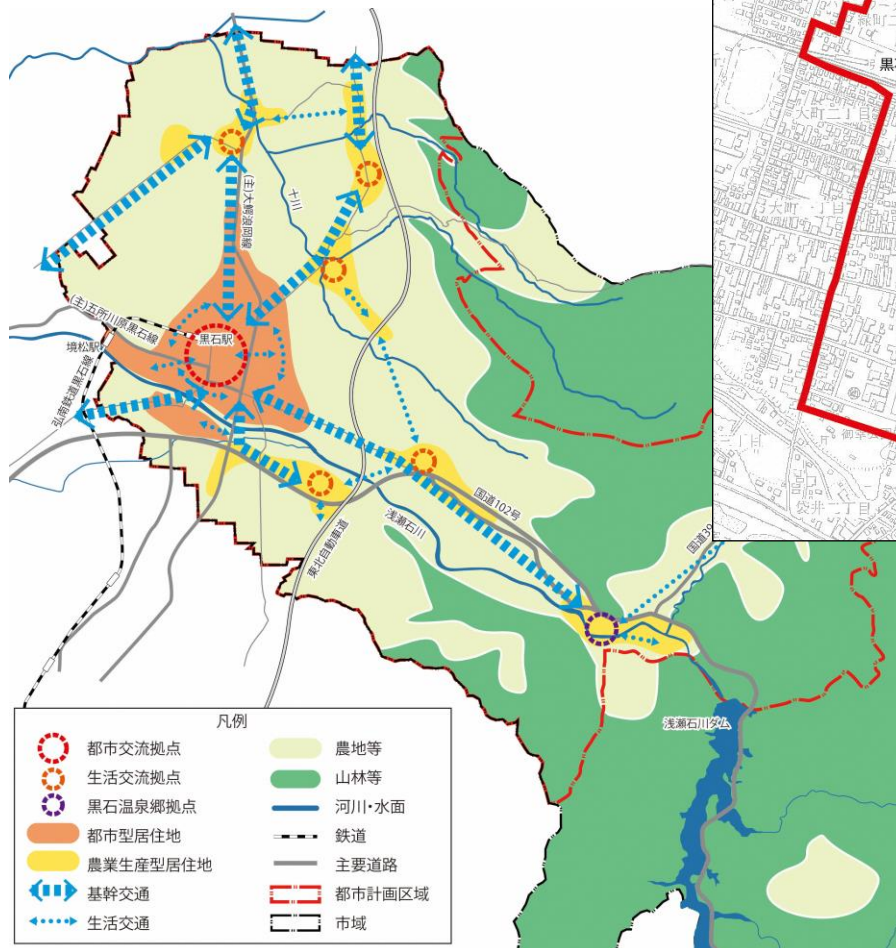 (主)大鰐浪岡線
十川
(主)五所川原黒石線
黒石駅
境松駅
弘南鉄道黒石線
国道102号
浅瀬石川
東北自動車道
国道39
浅瀬石川ダム
大町二丁目
袋井二丁目
凡例
都市交流拠点
生活交流拠点
黒石温泉郷拠点
都市型居住地
農業生産型居住地
基幹交通
生活交通
農地等
山林等
河川・水面
鉄道
主要道路
都市計画区域
市域